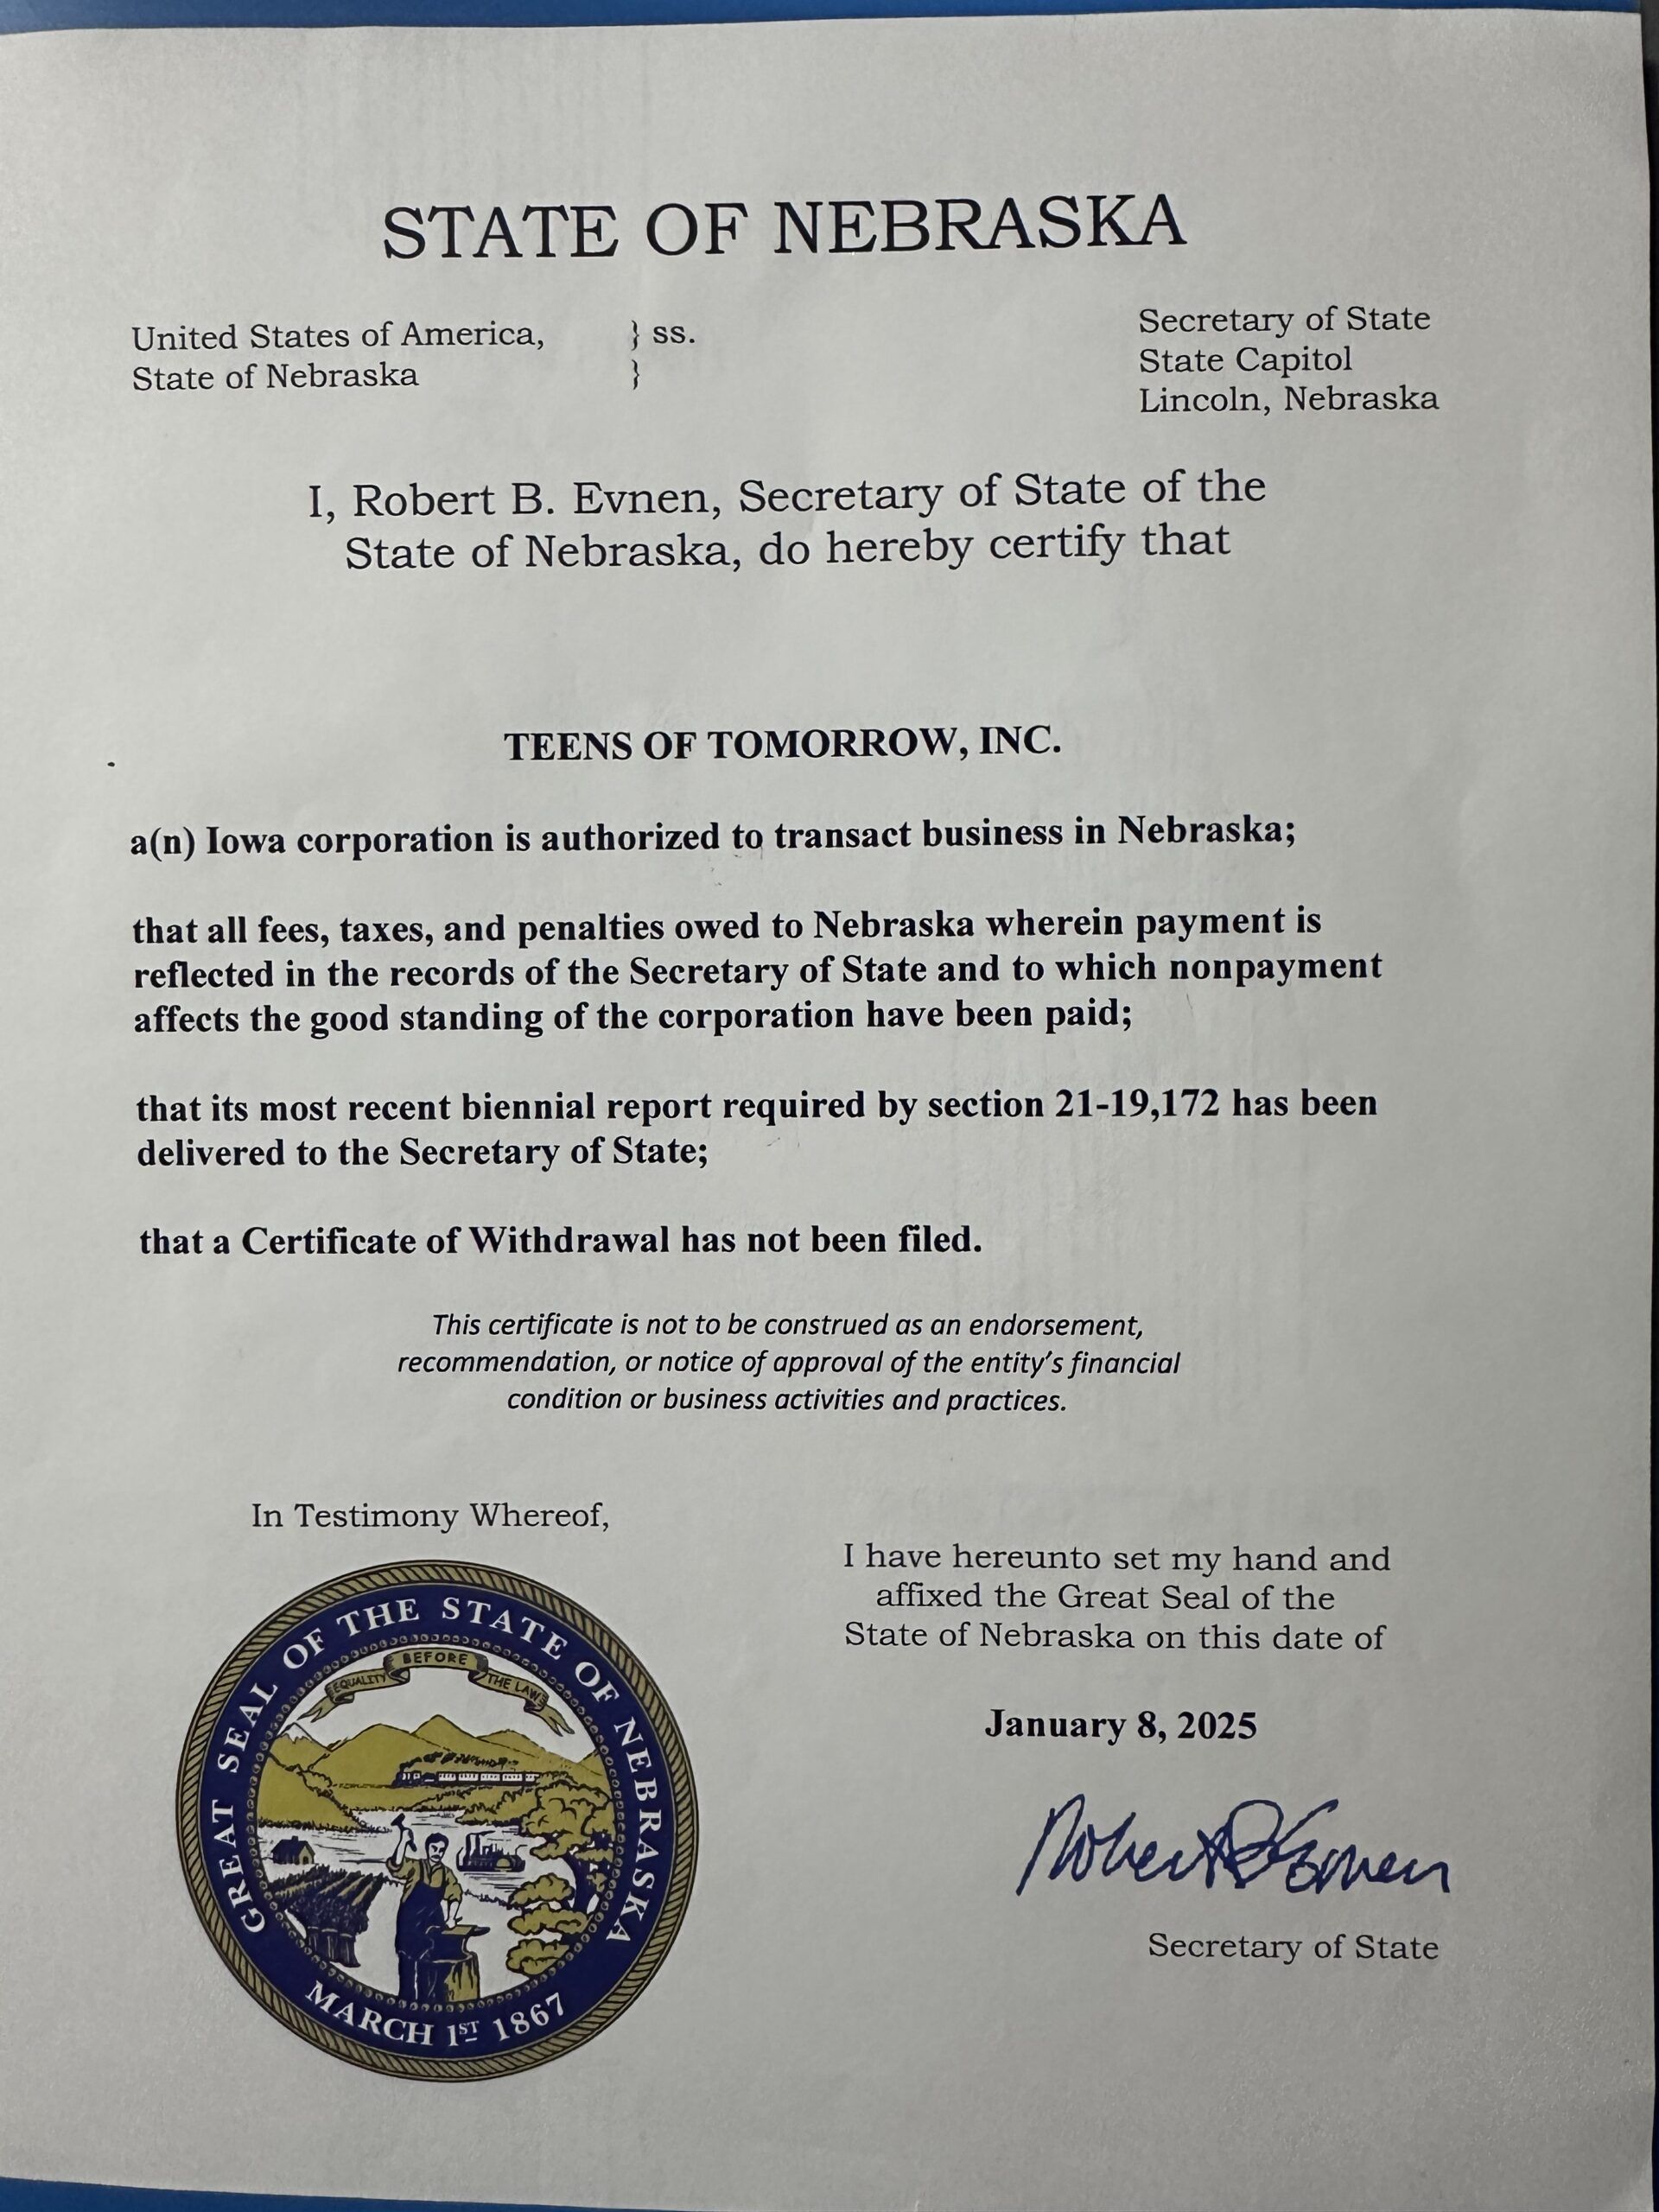 STATE OF NEBRASKA
United States of America, } ss.
State of Nebraska }
Secretary of State
State Capitol
Lincoln, Nebraska
I, Robert B. Evnen, Secretary of State of the
State of Nebraska, do hereby certify that
TEENS OF TOMORROW, INC.
a(n) Iowa corporation is authorized to transact business in Nebraska;
that all fees, taxes, and penalties owed to Nebraska wherein payment is
reflected in the records of the Secretary of State and to which nonpayment
affects the good standing of the corporation have been paid;
that its most recent biennial report required by section 21-19,172 has been
delivered to the Secretary of State;
that a Certificate of Withdrawal has not been filed.
This certificate is not to be construed as an endorsement,
recommendation, or notice of approval of the entity’s financial
condition or business activities and practices.
In Testimony Whereof,
GREAT SEAL OF THE STATE OF NEBRASKA
EQUALITY BEFORE THE LAW
MARCH 1ST 1867
I have hereunto set my hand and
affixed the Great Seal of the
State of Nebraska on this date of
January 8, 2025
Robert B Evnen
Secretary of State